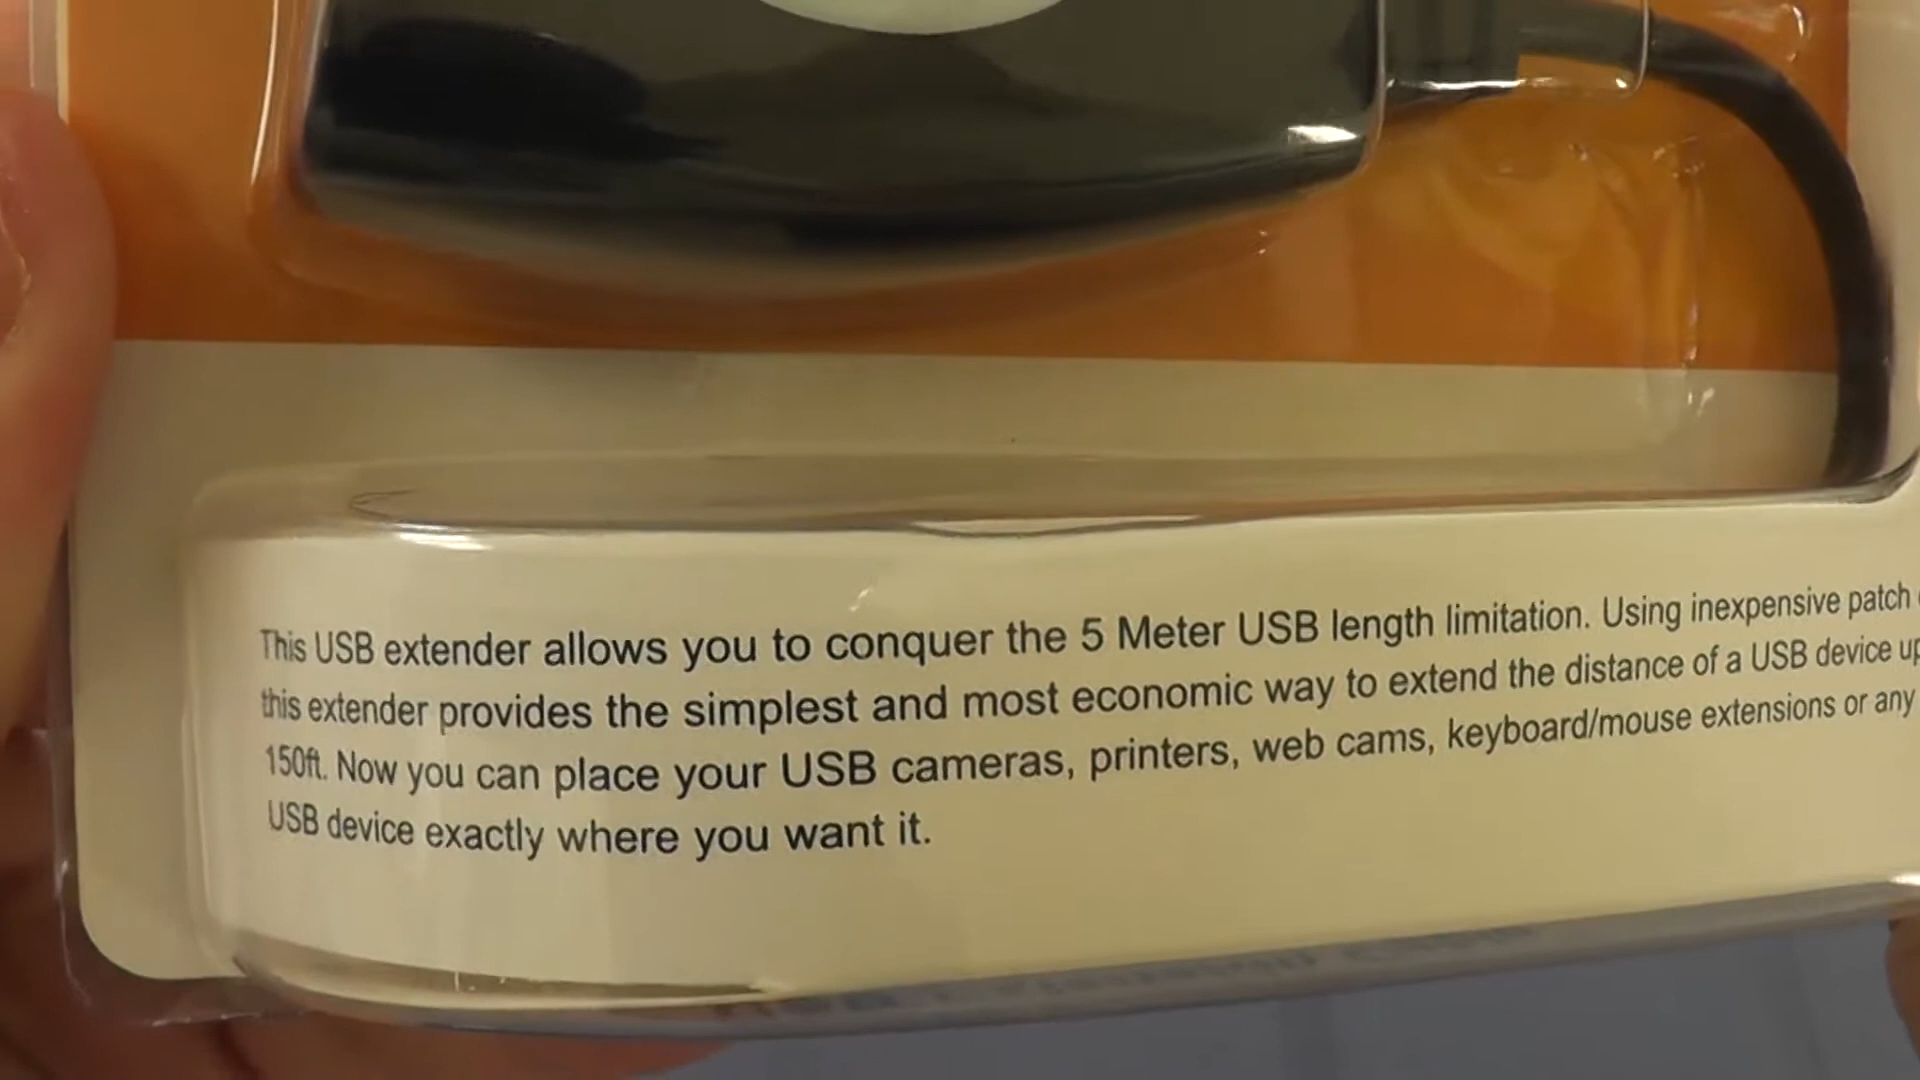 This USB extender allows you to conquer the 5 Meter USB length limitation. Using inexpensive patch
this extender provides the simplest and most economic way to extend the distance of a USB device up
150ft. Now you can place your USB cameras, printers, web cams, keyboard/mouse extensions or any
USB device exactly where you want it.